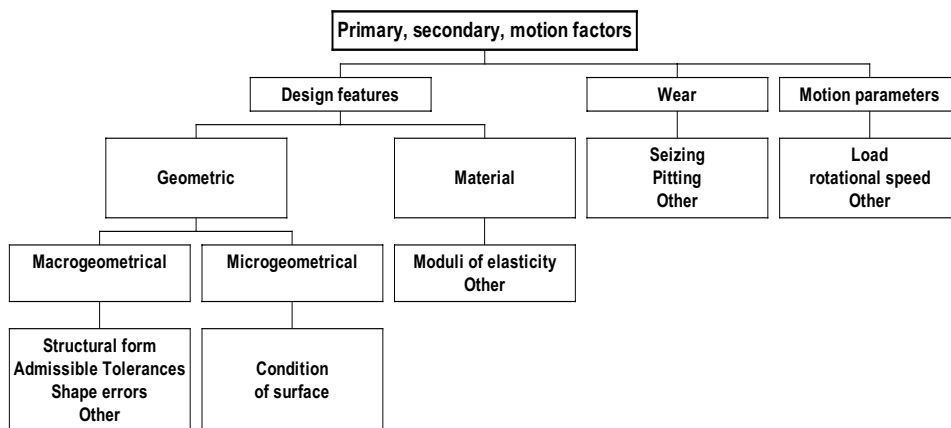 Primary, secondary, motion factors
Design features
Wear
Motion parameters
Geometric
Material
Seizing
Pitting
Other
Load
rotational speed
Other
Macrogeometrical
Microgeometrical
Moduli of elasticity
Other
Structural form
Admissible Tolerances
Shape errors
Other
Condition
of surface